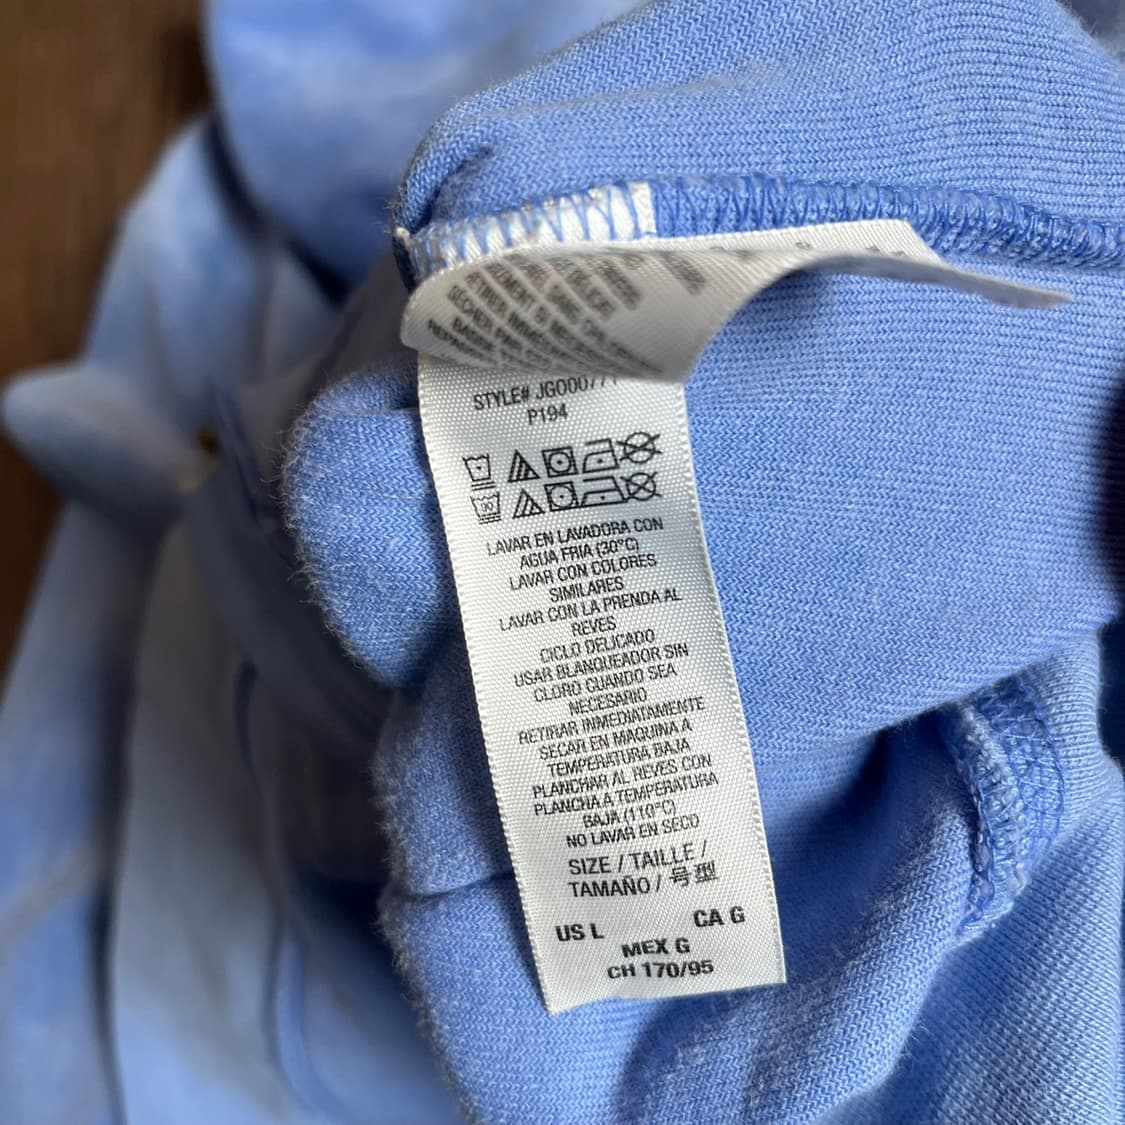 STYLE# JG000771
P194
30
LAVAR EN LAVADORA CON
AGUA FRIA (30°C)
LAVAR CON COLORES
SIMILARES
LAVAR CON LA PRENDA AL
REVES
CICLO DELICADO
USAR BLANQUEADOR SIN
CLORO CUANDO SEA
NECESARIO
RETIRAR INMEDIATAMENTE
SECAR EN MAQUINA A
TEMPERATURA BAJA
PLANCHAR AL REVES CON
PLANCHA A TEMPERATURA
BAJA (110°C)
NO LAVAR EN SECO
SIZE / TAILLE /
TAMAÑO / 号型
US L CA G
MEX G
CH 170/95